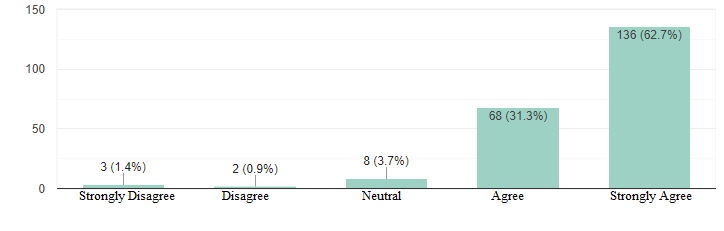 150
136 (62.7%)
100
68 (31.3%)
50
3 (1.4%)
2 (0.9%)
8 (3.7%)
0
Strongly Disagree
Disagree
Neutral
Agree
Strongly Agree